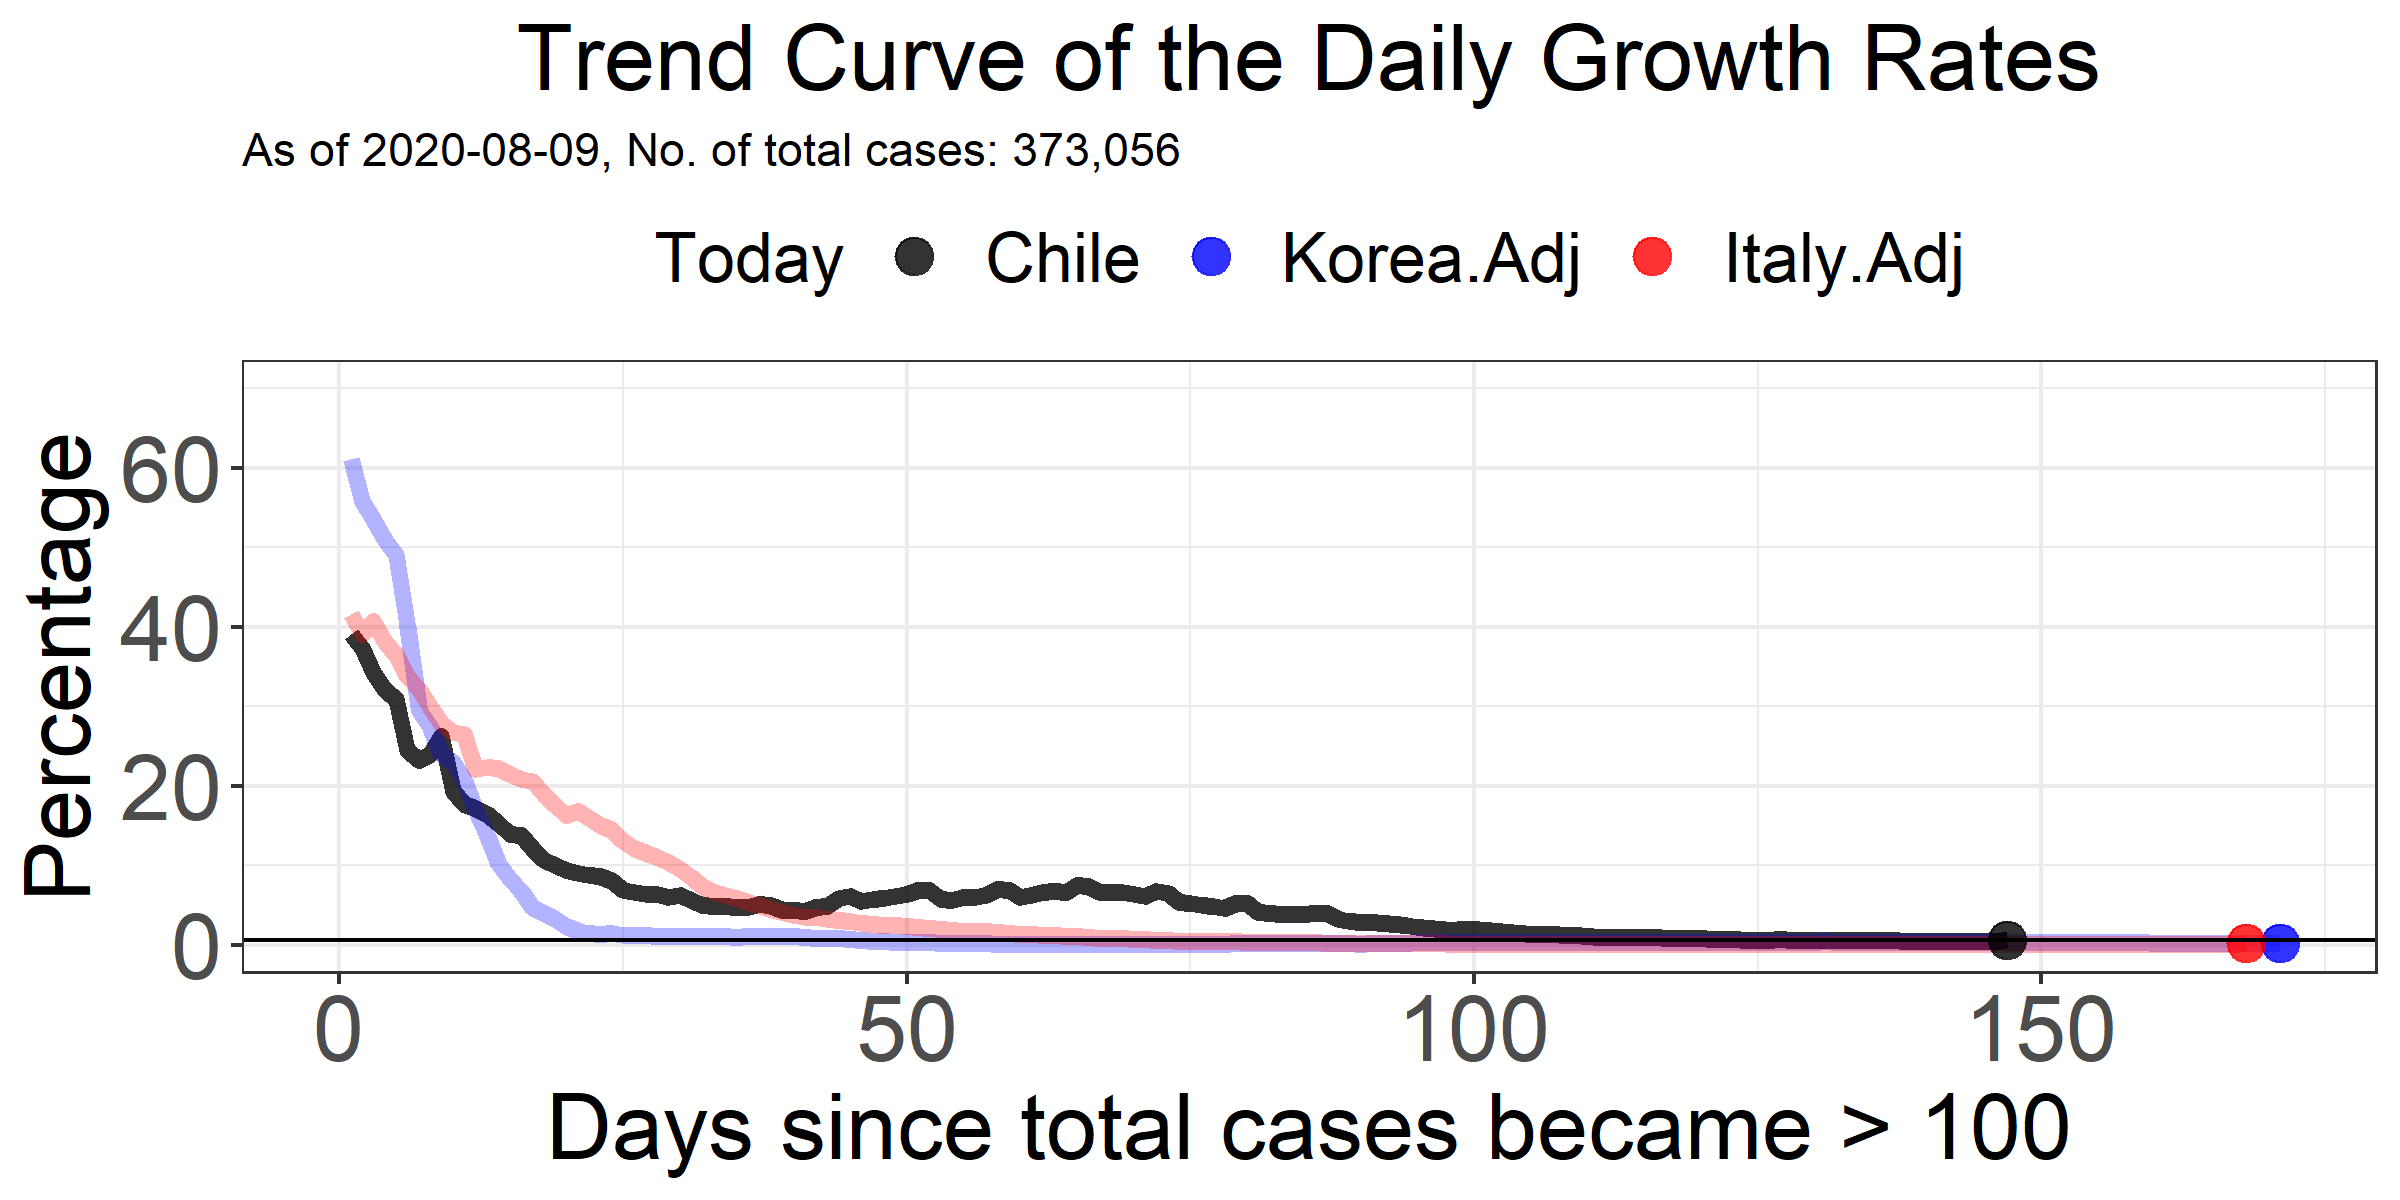 Trend Curve of the Daily Growth Rates
As of 2020-08-09, No. of total cases: 373,056
Today Chile Korea.Adj Italy.Adj
Percentage
60
40
20
0
0 50 100 150
Days since total cases became > 100